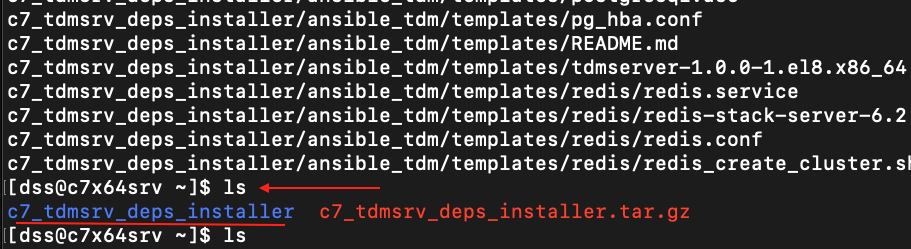 c7_tdmsrv_deps_installer/ansible_tdm/templates/pg_hba.conf
c7_tdmsrv_deps_installer/ansible_tdm/templates/README.md
c7_tdmsrv_deps_installer/ansible_tdm/templates/tdmserver-1.0.0-1.el8.x86_64
c7_tdmsrv_deps_installer/ansible_tdm/templates/redis/redis.service
c7_tdmsrv_deps_installer/ansible_tdm/templates/redis/redis-stack-server-6.2
c7_tdmsrv_deps_installer/ansible_tdm/templates/redis/redis.conf
c7_tdmsrv_deps_installer/ansible_tdm/templates/redis/redis_create_cluster.sh
[dss@c7x64srv ~]$ ls
c7_tdmsrv_deps_installer c7_tdmsrv_deps_installer.tar.gz
[dss@c7x64srv ~]$ ls